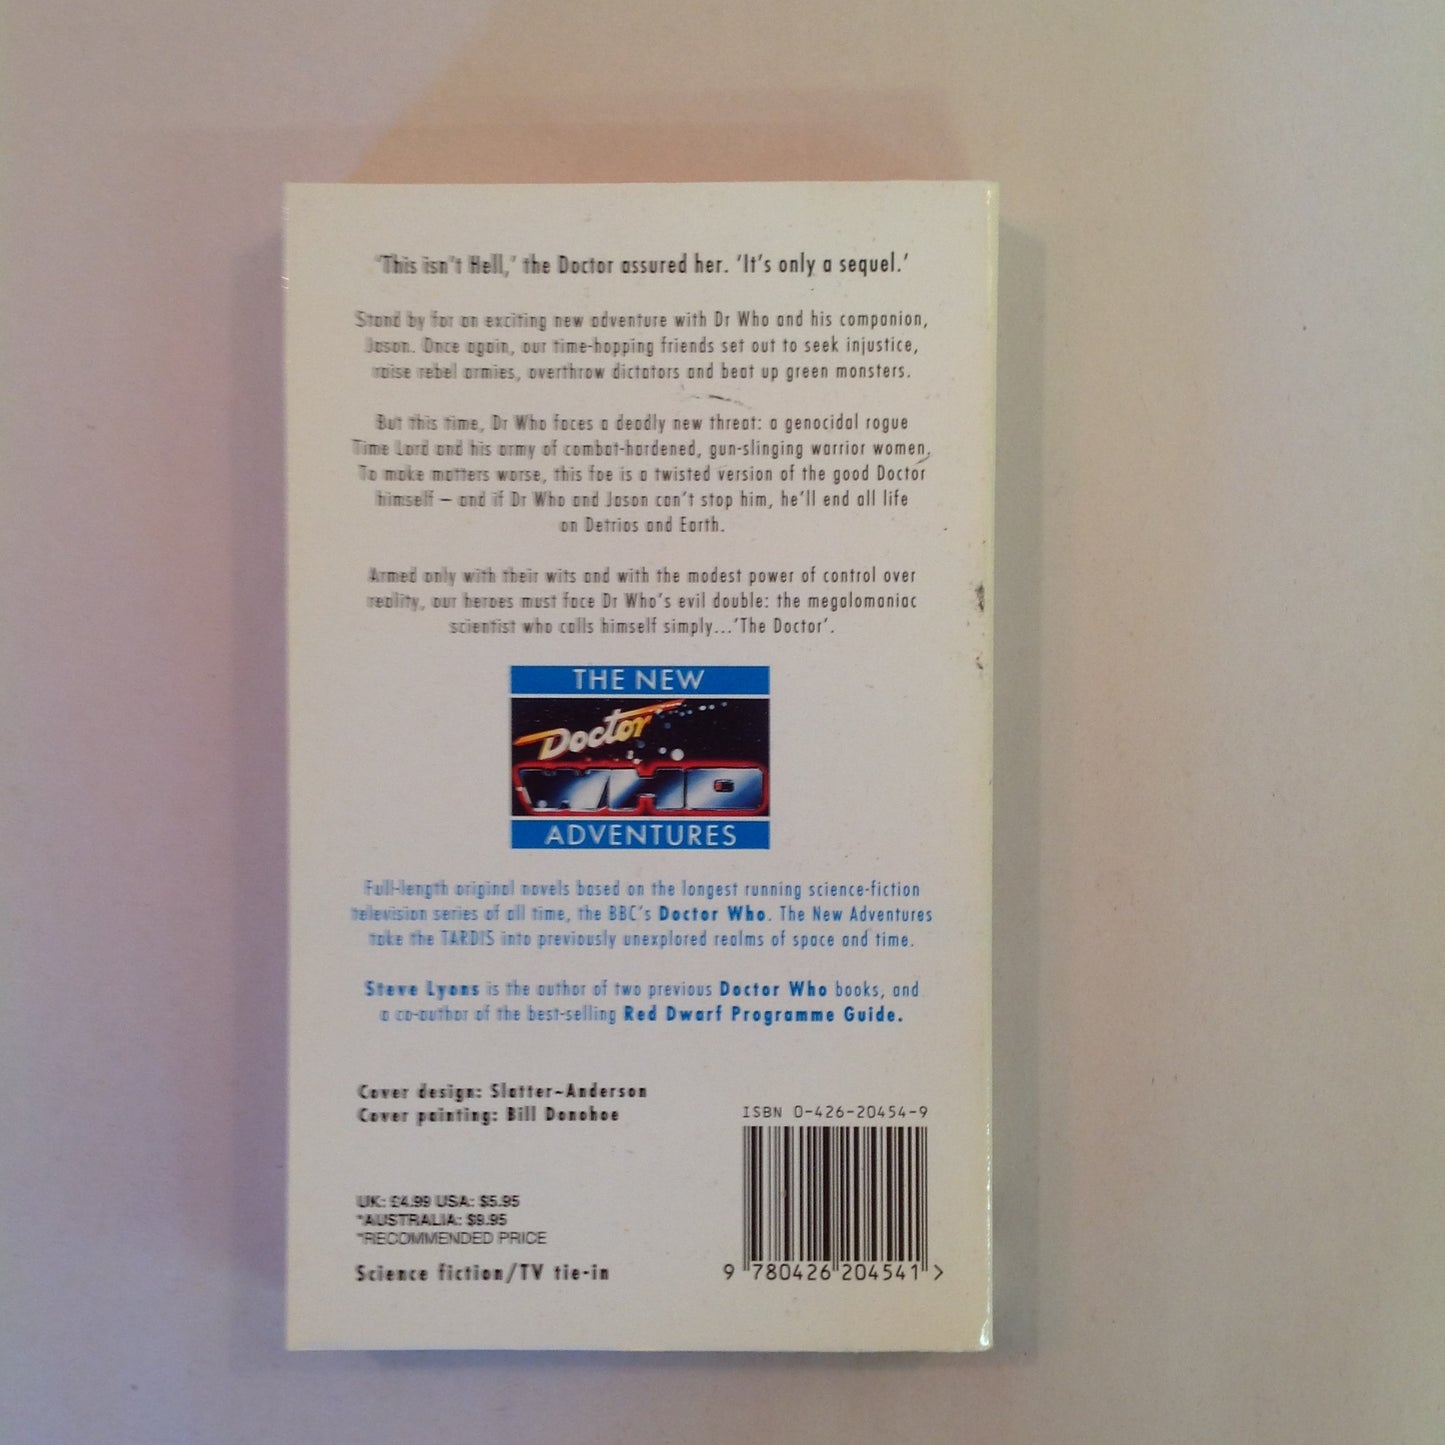 'This isn't Hell,' the Doctor assured her. 'It's only a sequel.'
Stand by for an exciting new adventure with Dr Who and his companion,
Jason. Once again, our time-hopping friends set out to seek injustice,
raise rebel armies, overthrow dictators and beat up green monsters.
But this time, Dr Who faces a deadly new threat: a genocidal rogue
Time Lord and his army of combat-hardened, gun-slinging warrior women.
To make matters worse, this foe is a twisted version of the good Doctor
himself – and if Dr Who and Jason can't stop him, he'll end all life
on Detrios and Earth.
Armed only with their wits and with the modest power of control over
reality, our heroes must face Dr Who's evil double: the megalomaniac
scientist who calls himself simply...'The Doctor'.
THE NEW
Doctor
WHO
ADVENTURES
Full-length original novels based on the longest running science-fiction
television series of all time, the BBC's Doctor Who. The New Adventures
take the TARDIS into previously unexplored realms of space and time.
Steve Lyons is the author of two previous Doctor Who books, and
a co-author of the best-selling Red Dwarf Programme Guide.
Cover design: Slatter~Anderson
Cover painting: Bill Donohoe
ISBN 0-426-20454-9
UK: £4.99 USA: $5.95
*AUSTRALIA: $9.95
*RECOMMENDED PRICE
Science fiction/TV tie-in
9 780426 204541 >